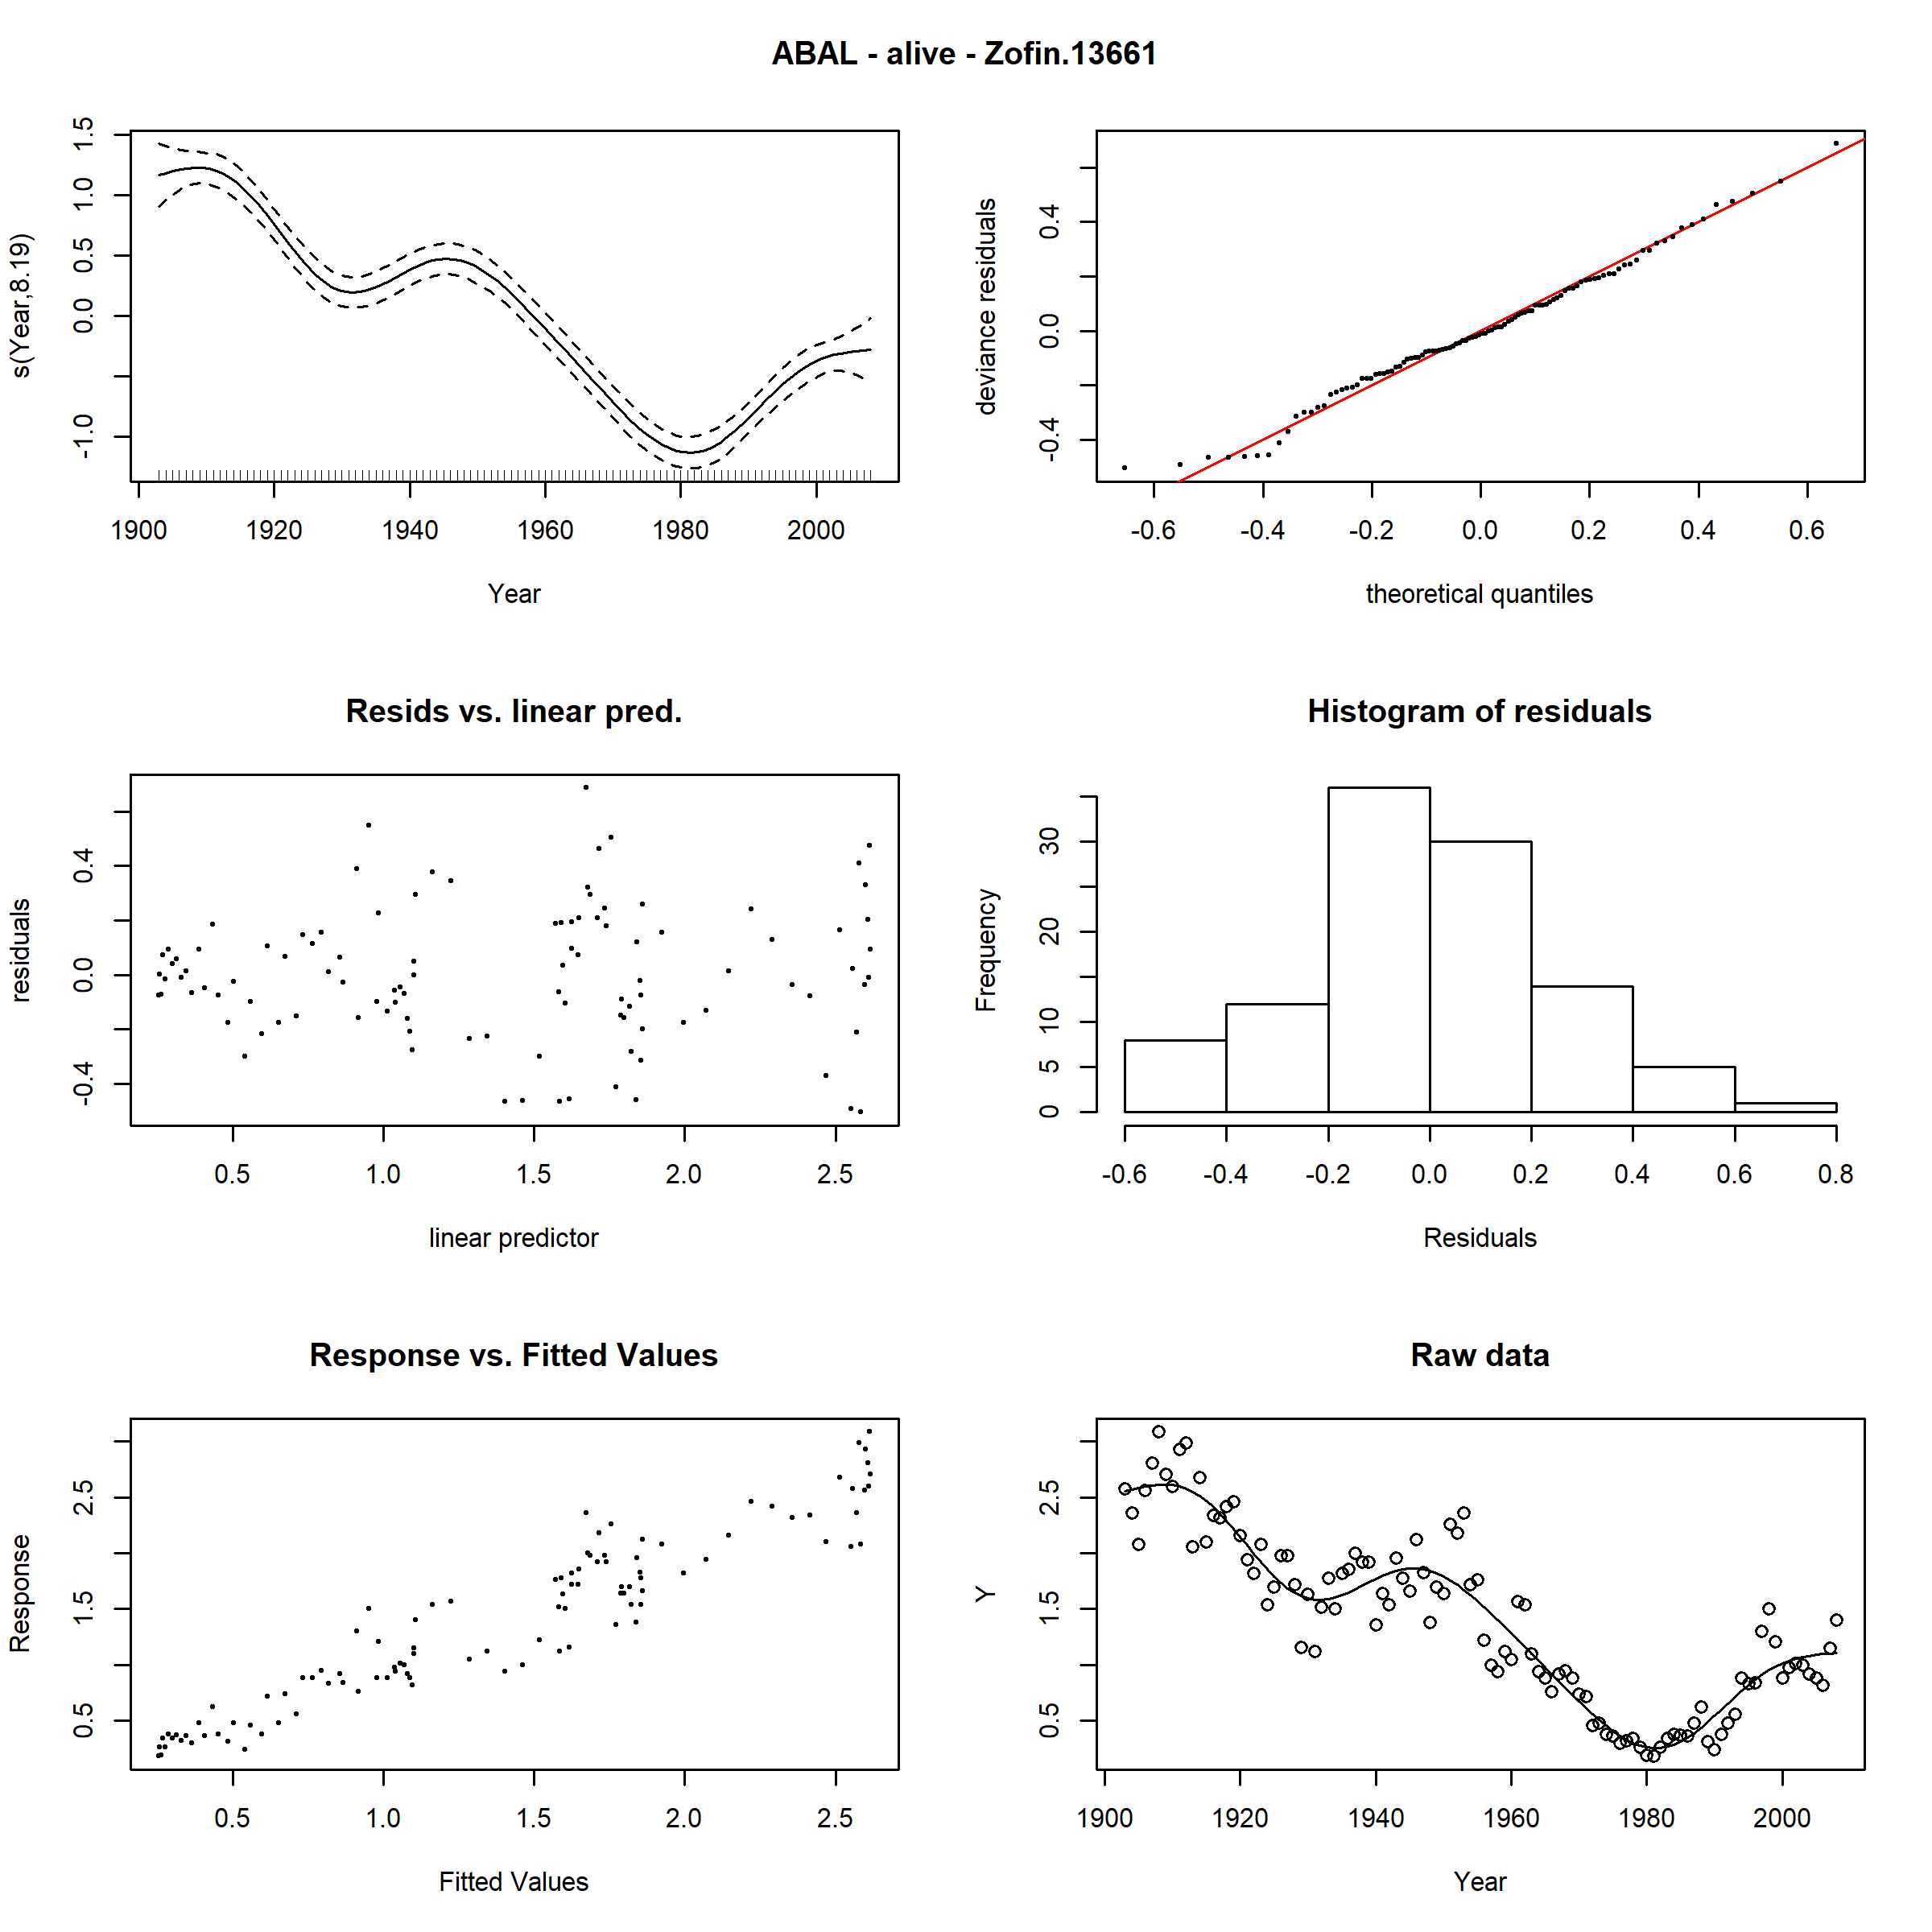 ABAL - alive - Zofin.13661
s(Year,8.19)
1.5
1.0
0.5
0.0
-1.0
1900 1920 1940 1960 1980 2000
Year
deviance residuals
0.4
0.0
-0.4
-0.6 -0.4 -0.2 0.0 0.2 0.4 0.6
theoretical quantiles
Resids vs. linear pred.
residuals
0.4
0.0
-0.4
0.5 1.0 1.5 2.0 2.5
linear predictor
Histogram of residuals
Frequency
30
20
10
5
0
-0.6 -0.4 -0.2 0.0 0.2 0.4 0.6 0.8
Residuals
Response vs. Fitted Values
Response
2.5
1.5
0.5
0.5 1.0 1.5 2.0 2.5
Fitted Values
Raw data
Y
2.5
1.5
0.5
1900 1920 1940 1960 1980 2000
Year